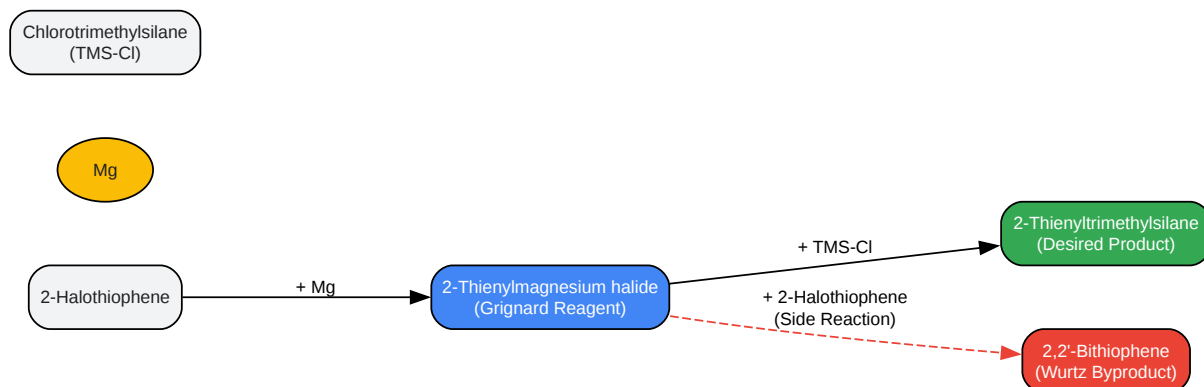 Chlorotrimethylsilane
(TMS-Cl)
Mg
2-Halothiophene
+ Mg
2-Thienylmagnesium halide
(Grignard Reagent)
+ TMS-Cl
+ 2-Halothiophene
(Side Reaction)
2-Thienyltrimethylsilane
(Desired Product)
2,2'-Bithiophene
(Wurtz Byproduct)